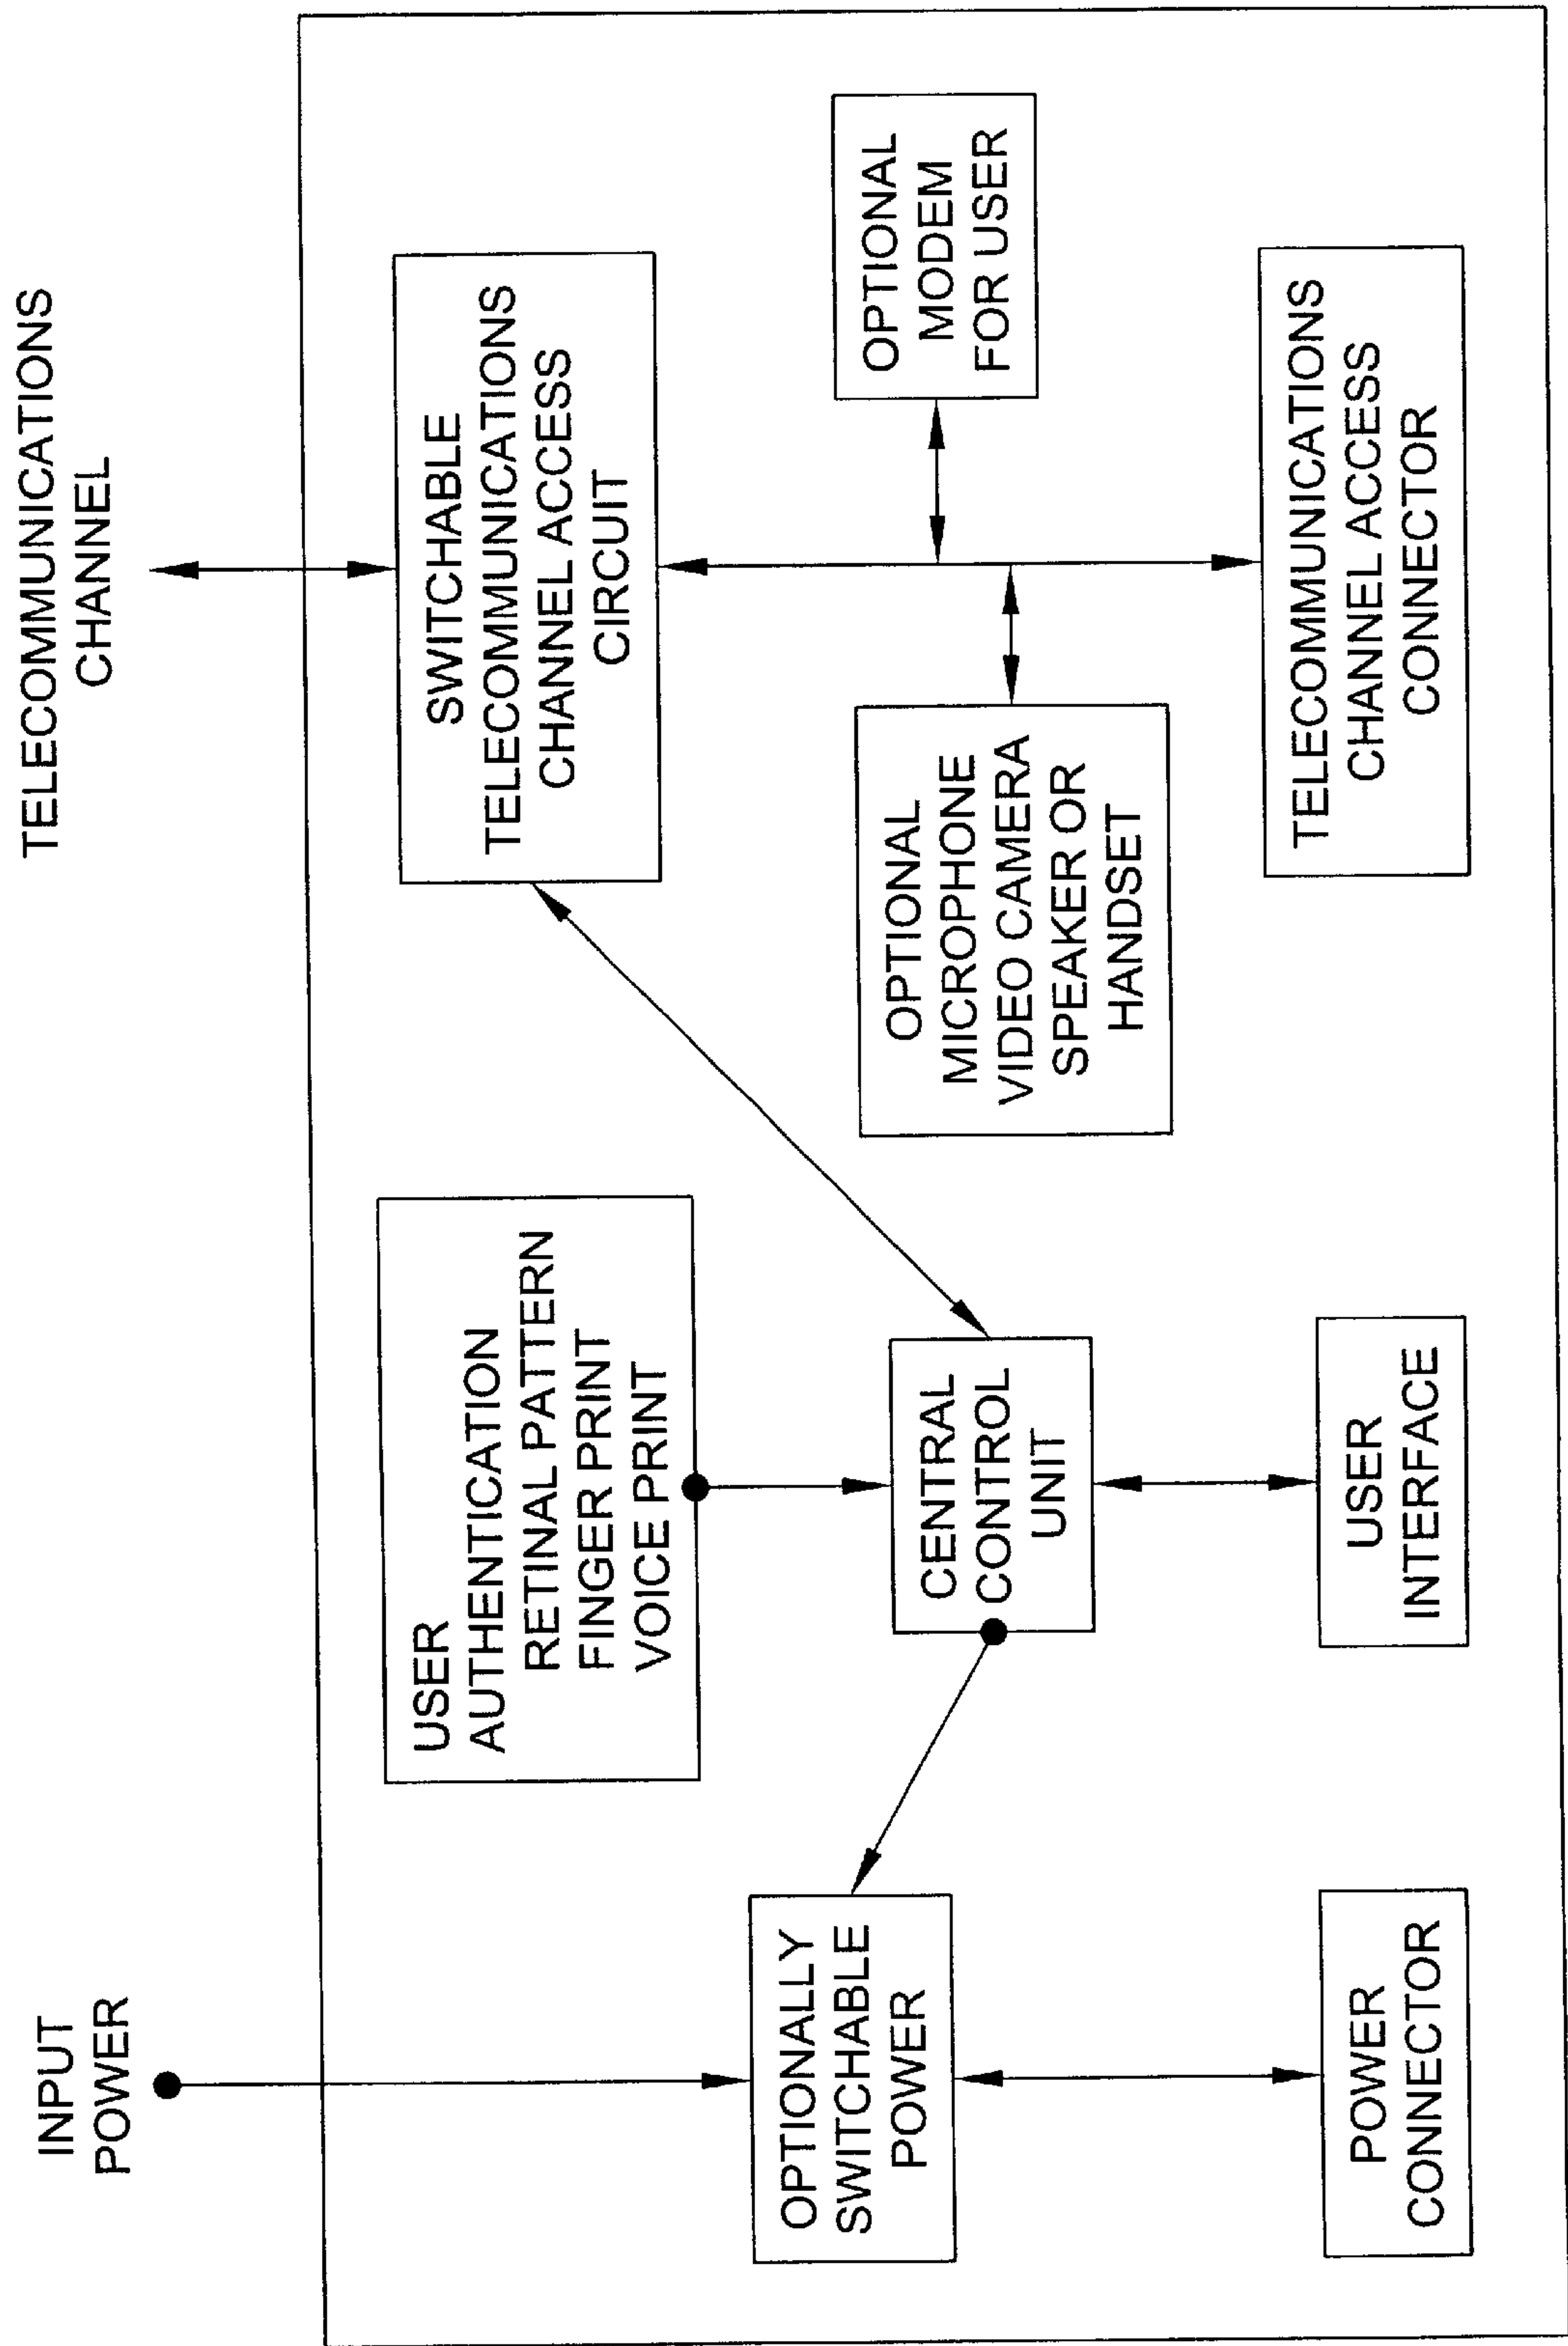 INPUT
POWER
TELECOMMUNICATIONS
CHANNEL
USER
AUTHENTICATION
RETINAL PATTERN
FINGER PRINT
VOICE PRINT
SWITCHABLE
TELECOMMUNICATIONS
CHANNEL ACCESS
CIRCUIT
OPTIONALLY
SWITCHABLE
POWER
CENTRAL
CONTROL
UNIT
OPTIONAL
MICROPHONE
VIDEO CAMERA
SPEAKER OR
HANDSET
OPTIONAL
MODEM
FOR USER
POWER
CONNECTOR
USER
INTERFACE
TELECOMMUNICATIONS
CHANNEL ACCESS
CONNECTOR